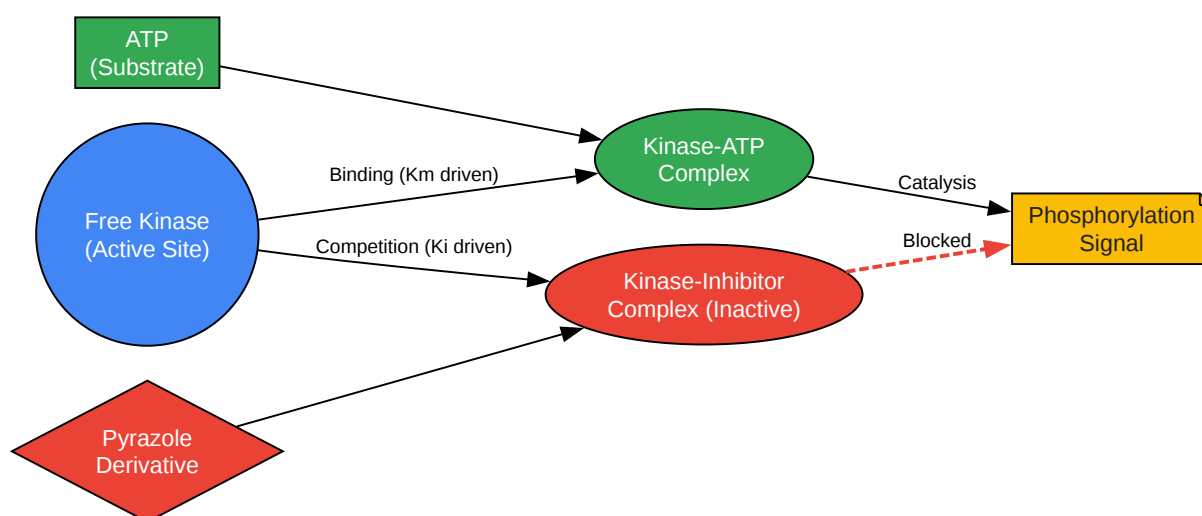 ATP
(Substrate)
Free Kinase
(Active Site)
Pyrazole
Derivative
Binding (Km driven)
Competition (Ki driven)
Kinase-ATP
Complex
Kinase-Inhibitor
Complex (Inactive)
Catalysis
Blocked
Phosphorylation
Signal